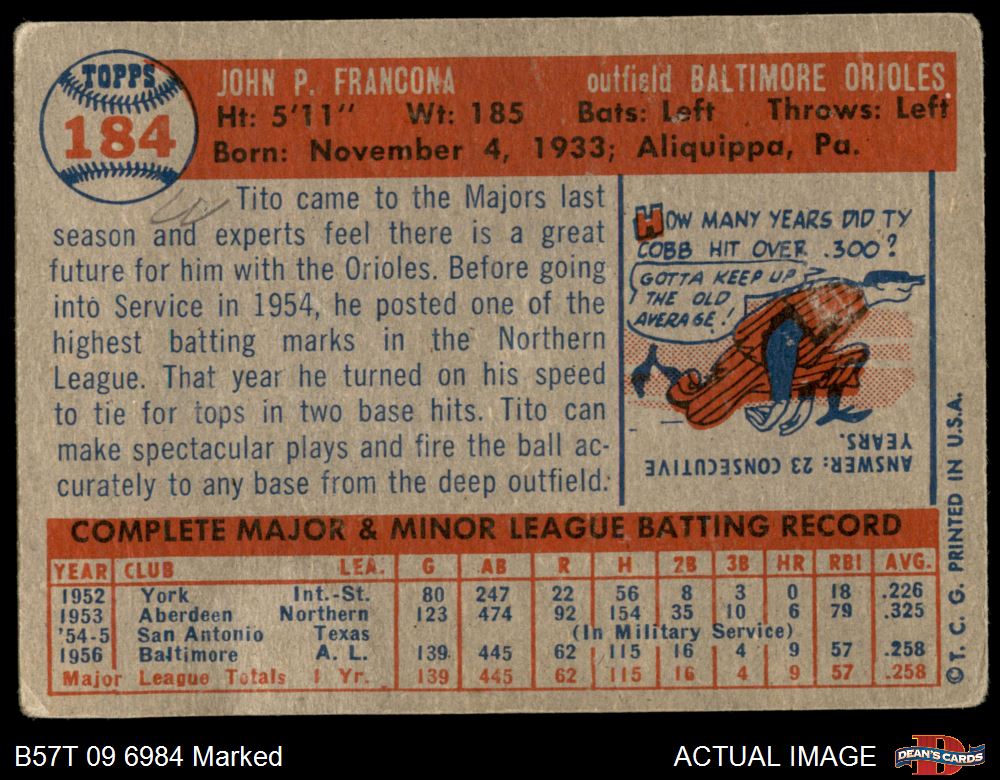 TOPPS
184
JOHN P. FRANCONA outfield BALTIMORE ORIOLES
Ht: 5'11" Wt: 185 Bats: Left Throws: Left
Born: November 4, 1933; Aliquippa, Pa.
Tito came to the Majors last
season and experts feel there is a great
future for him with the Orioles. Before going
into Service in 1954, he posted one of the
highest batting marks in the Northern
League. That year he turned on his speed
to tie for tops in two base hits. Tito can
make spectacular plays and fire the ball ac-
curately to any base from the deep outfield.
HOW MANY YEARS DID TY
COBB HIT OVER .300?
GOTTA KEEP UP
THE OLD
AVERAGE!
ANSWER: 23 CONSECUTIVE
YEARS.
COMPLETE MAJOR & MINOR LEAGUE BATTING RECORD
YEAR CLUB LEA. G AB R H 2B 3B HR RBI AVG.
1952 York Int.-St. 80 247 22 56 8 3 0 18 .226
1953 Aberdeen Northern 123 474 92 154 35 10 6 79 .325
'54-5 San Antonio Texas (In Military Service)
1956 Baltimore A. L. 139 445 62 115 16 4 9 57 .258
Major League Totals 1 Yr. 139 445 62 115 16 4 9 57 .258
©T. C. G. PRINTED IN U.S.A.
B57T 09 6984 Marked ACTUAL IMAGE
DEAN'S CARDS